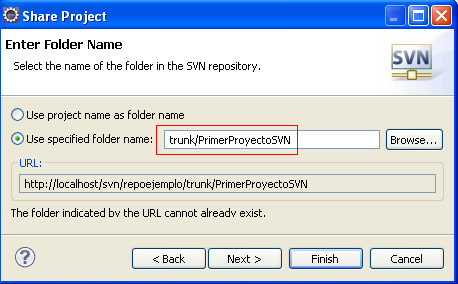 Share Project
Enter Folder Name
Select the name of the folder in the SVN repository.
SVN
Use project name as folder name
Use specified folder name: trunk/PrimerProyectoSVN Browse...
URL:
http://localhost/svn/repoejemplo/trunk/PrimerProyectoSVN
The folder indicated by the URL cannot already exist.
? < Back Next > Finish Cancel